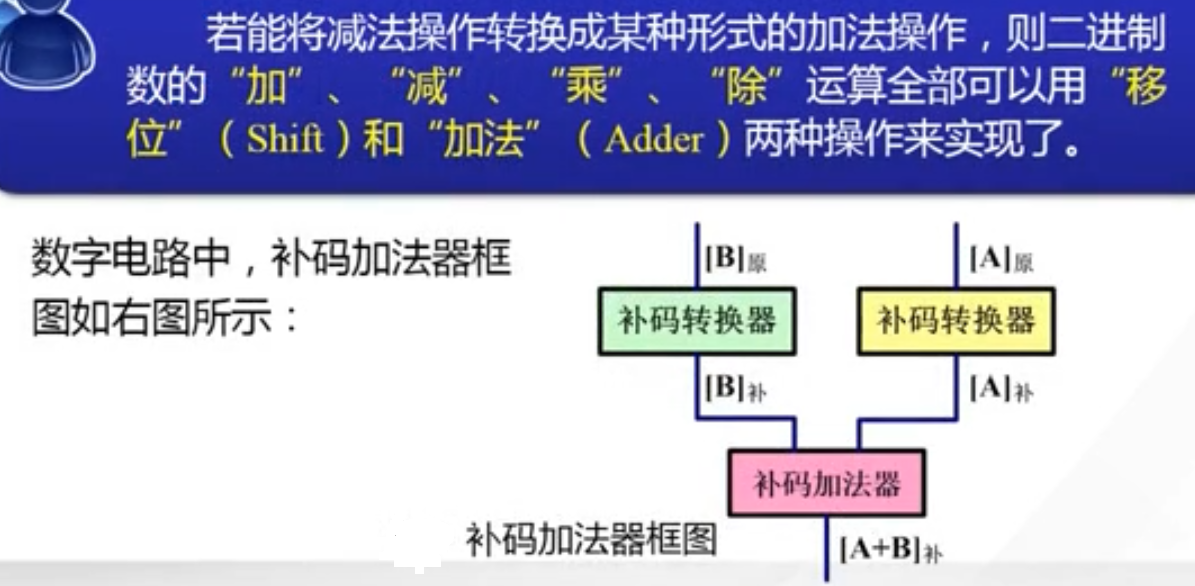 若能将减法操作转换成某种形式的加法操作，则二进制
数的“加”、“减”、“乘”、“除”运算全部可以用“移
位”（Shift）和“加法”（Adder）两种操作来实现了。
数字电路中，补码加法器框
图如右图所示：
[B]原
[A]原
补码转换器
补码转换器
[B]补
[A]补
补码加法器
补码加法器框图
[A+B]补